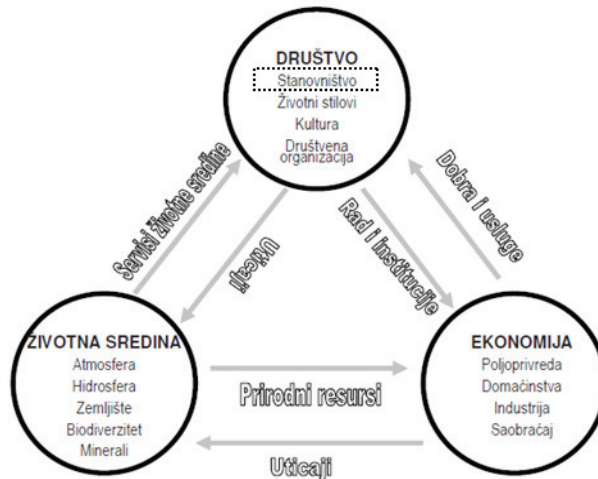 DRUŠTVO
Stanovništvo
Životni stilovi
Kultura
Društvena
organizacija
Servisi životne sredine
Uticaji
Rad i institucije
Dobra i usluge
ŽIVOTNA SREDINA
Atmosfera
Hidrosfera
Zemljište
Biodiverzitet
Minerali
Prirodni resursi
Uticaji
EKONOMIJA
Poljoprivreda
Domaćinstva
Industrija
Saobraćaj